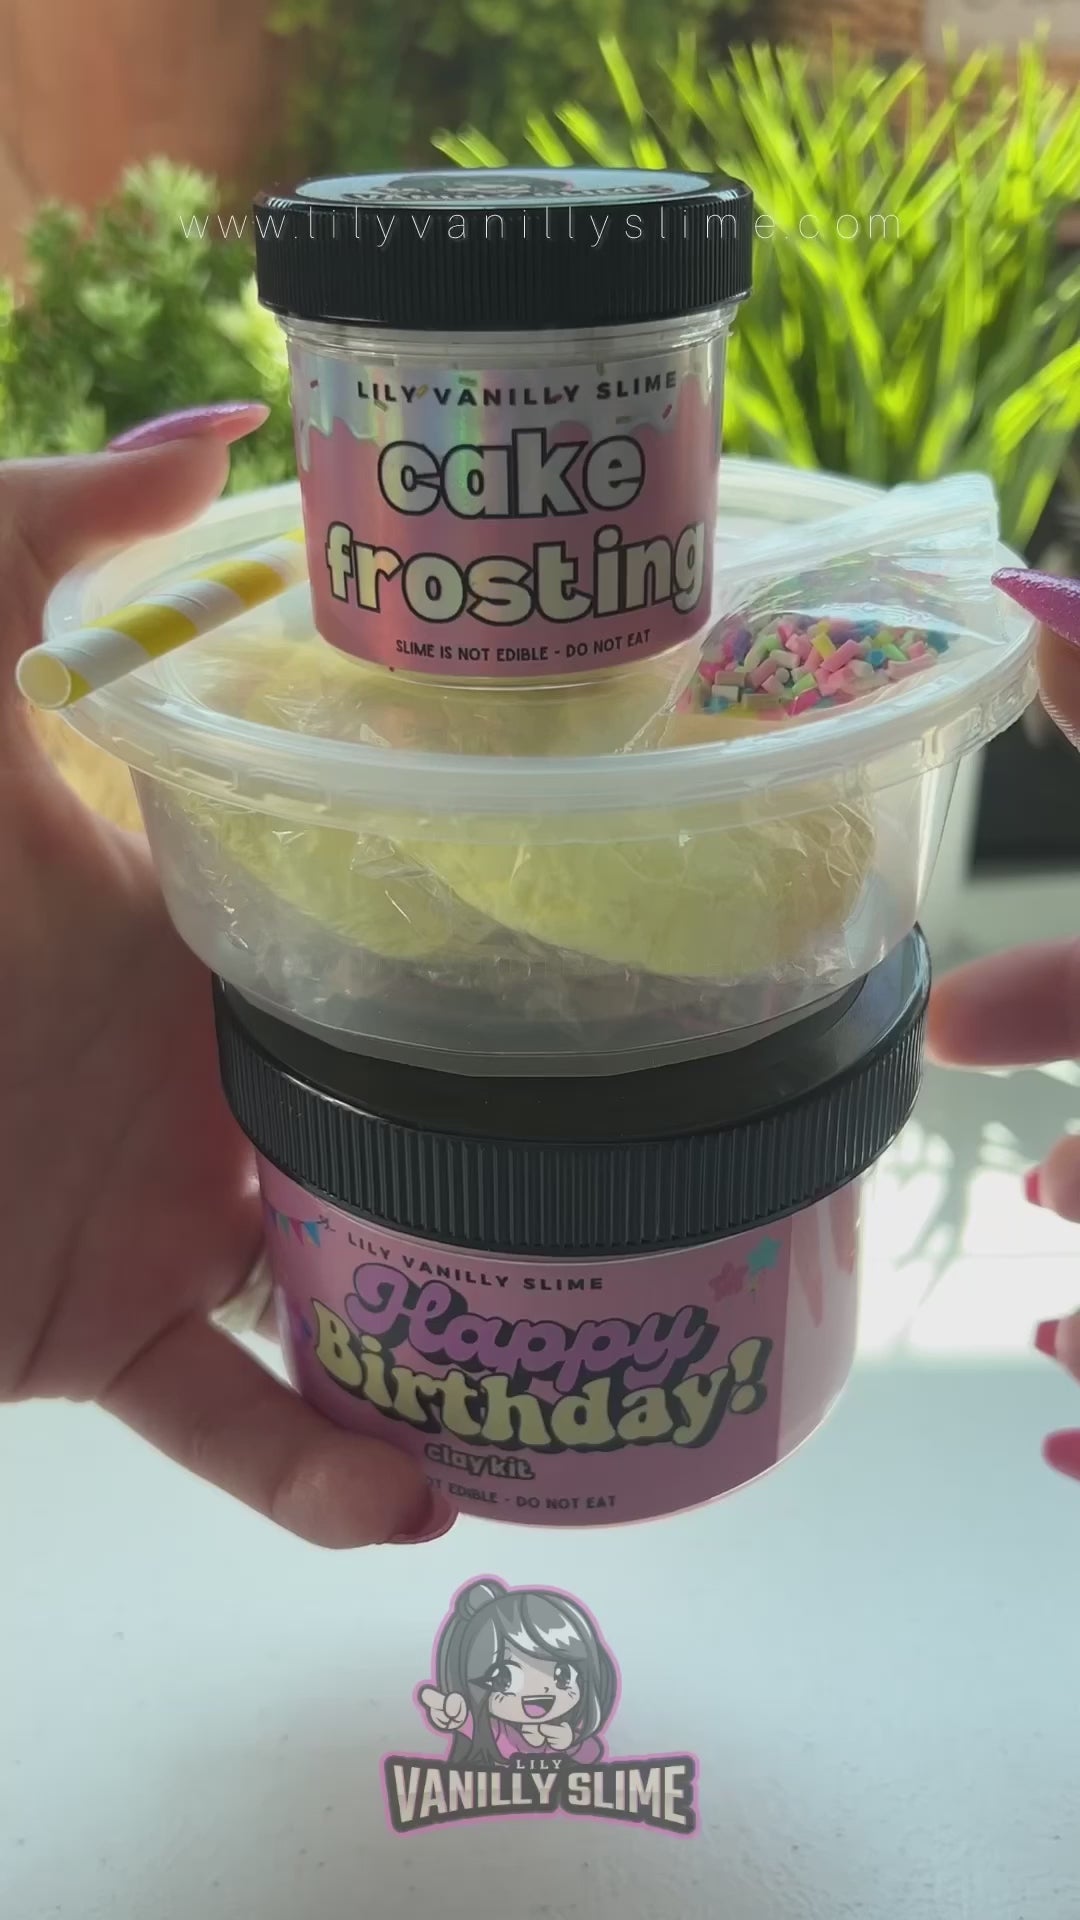 www.lilyvanillyslime.com
LILY VANILLY SLIME
cake
frosting
SLIME IS NOT EDIBLE - DO NOT EAT
LILY VANILLY SLIME
Happy
Birthday!
clay kit
EDIBLE - DO NOT EAT
LILY
VANILLY SLIME